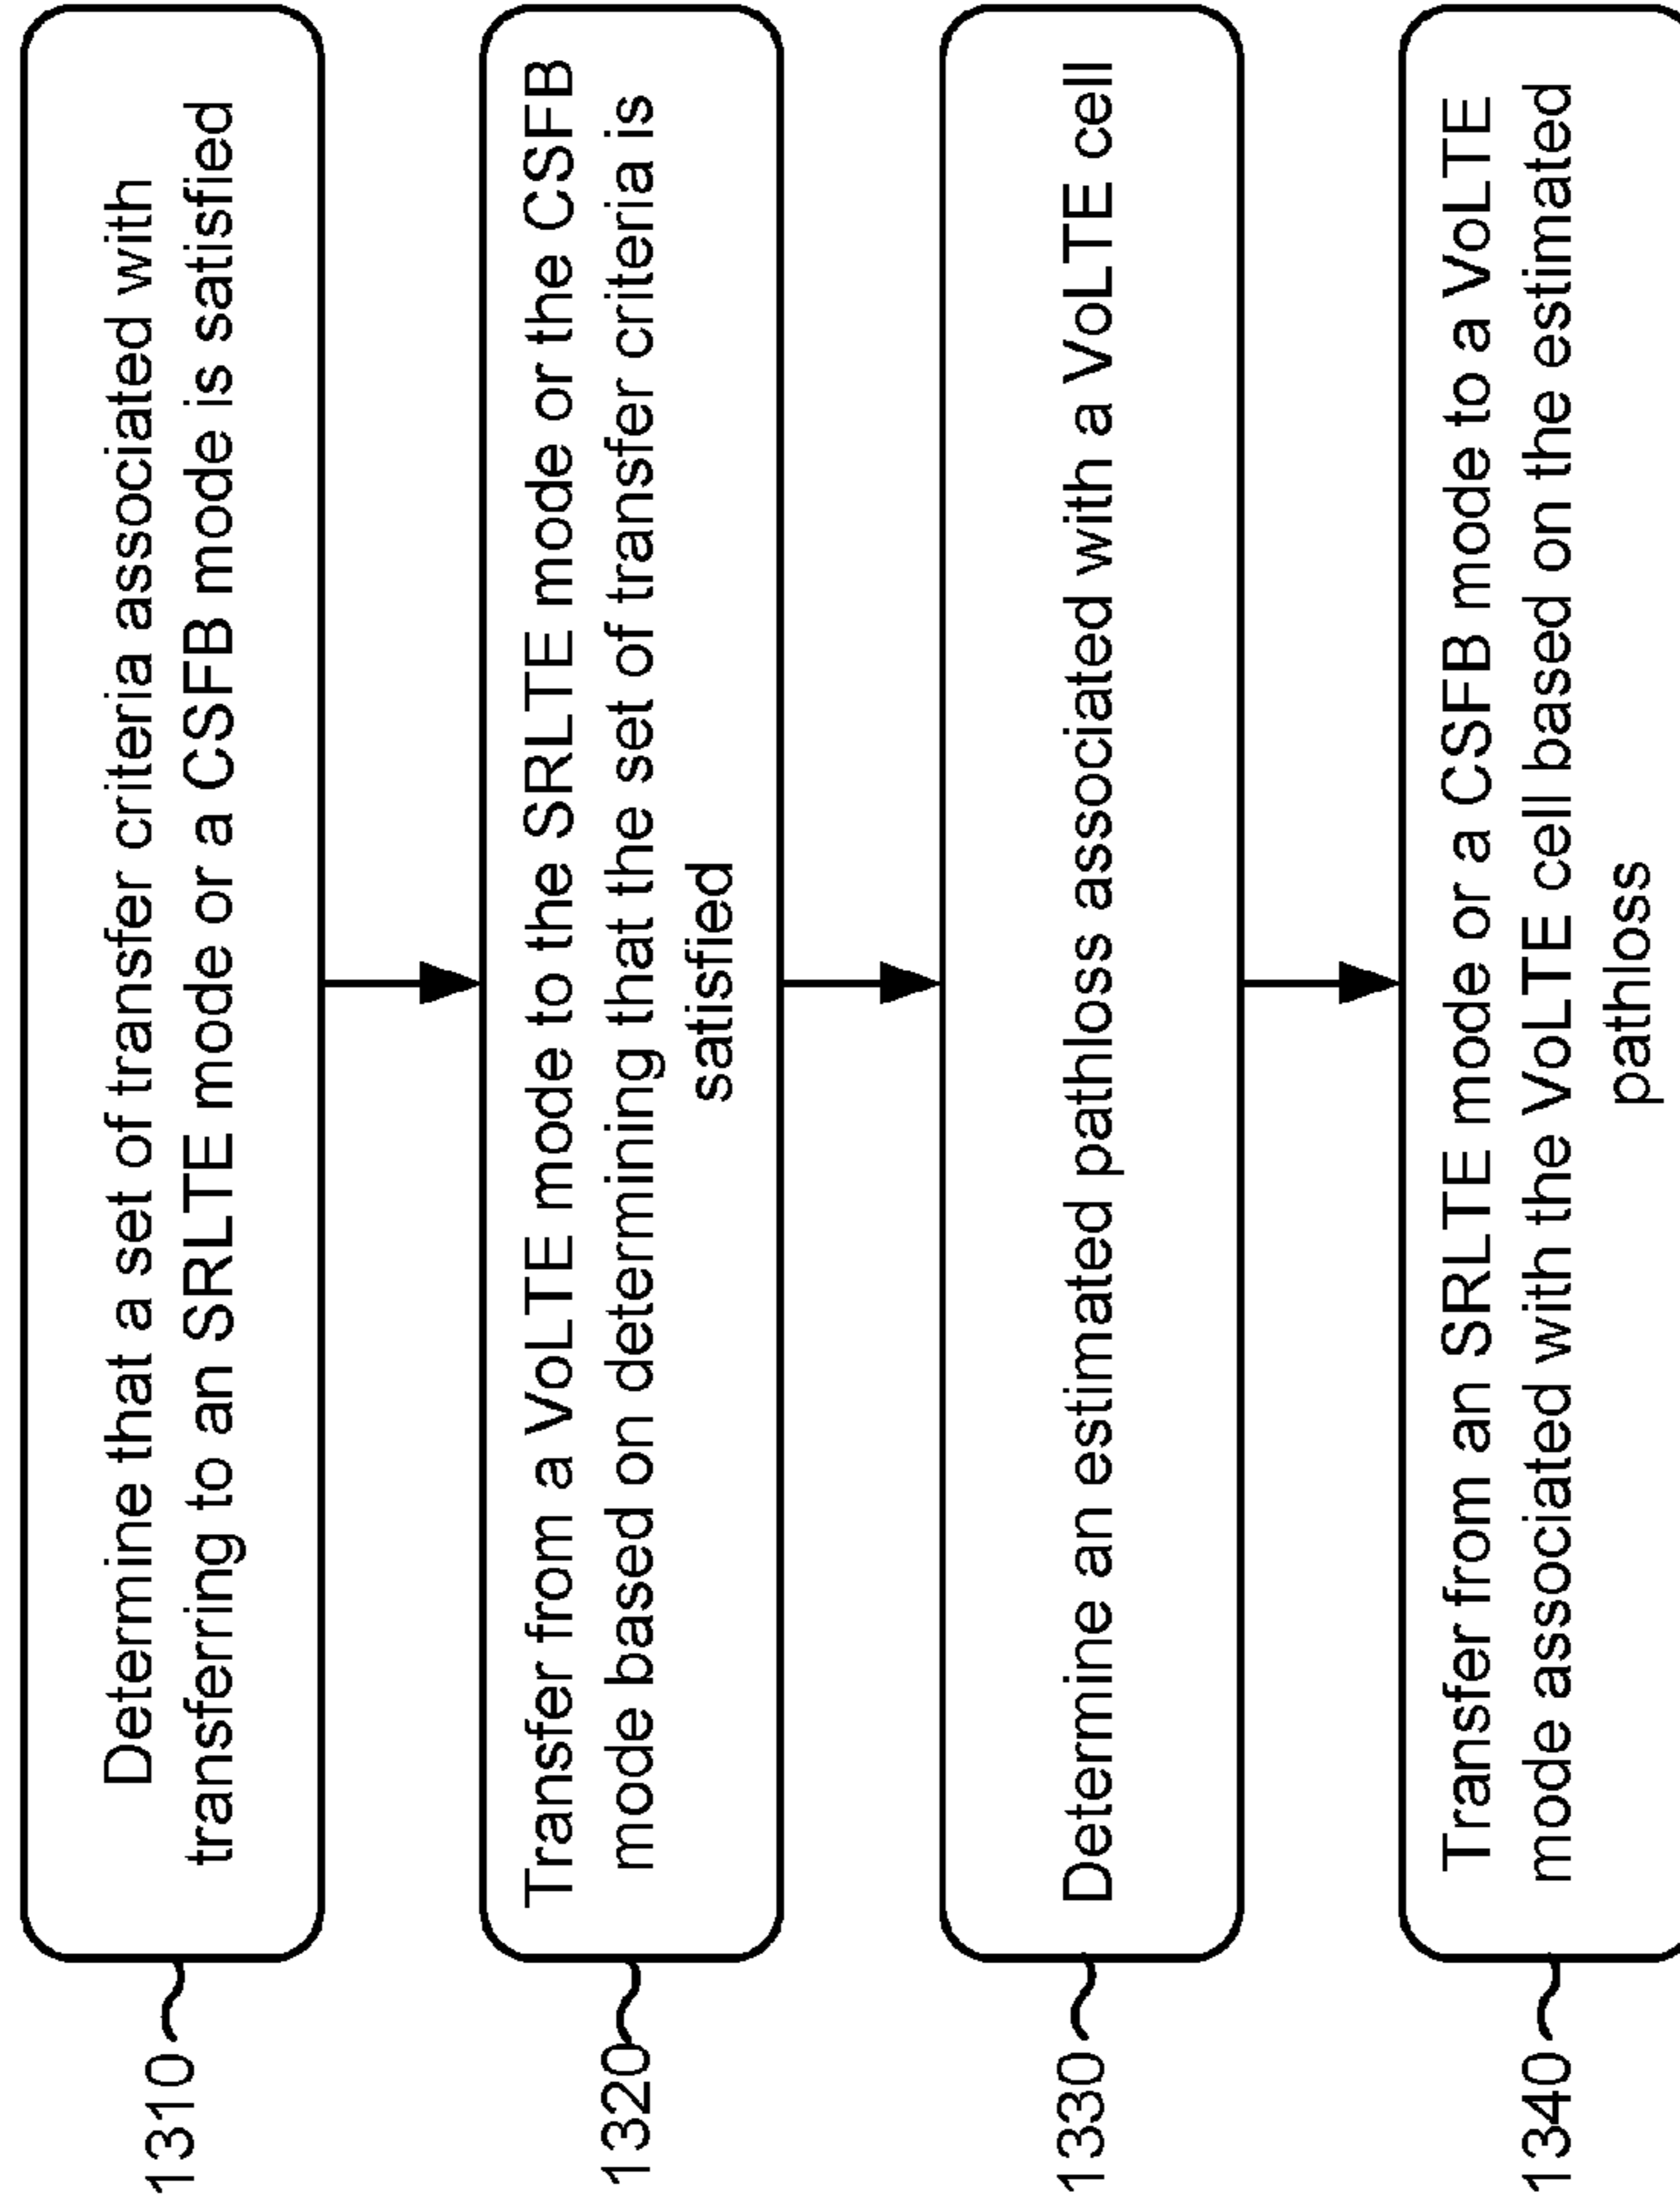 1310
Determine that a set of transfer criteria associated with
transferring to an SRLTE mode or a CSFB mode is satisfied
1320
Transfer from a VoLTE mode to the SRLTE mode or the CSFB
mode based on determining that the set of transfer criteria is
satisfied
1330
Determine an estimated pathloss associated with a VoLTE cell
1340
Transfer from an SRLTE mode or a CSFB mode to a VoLTE
mode associated with the VoLTE cell based on the estimated
pathloss